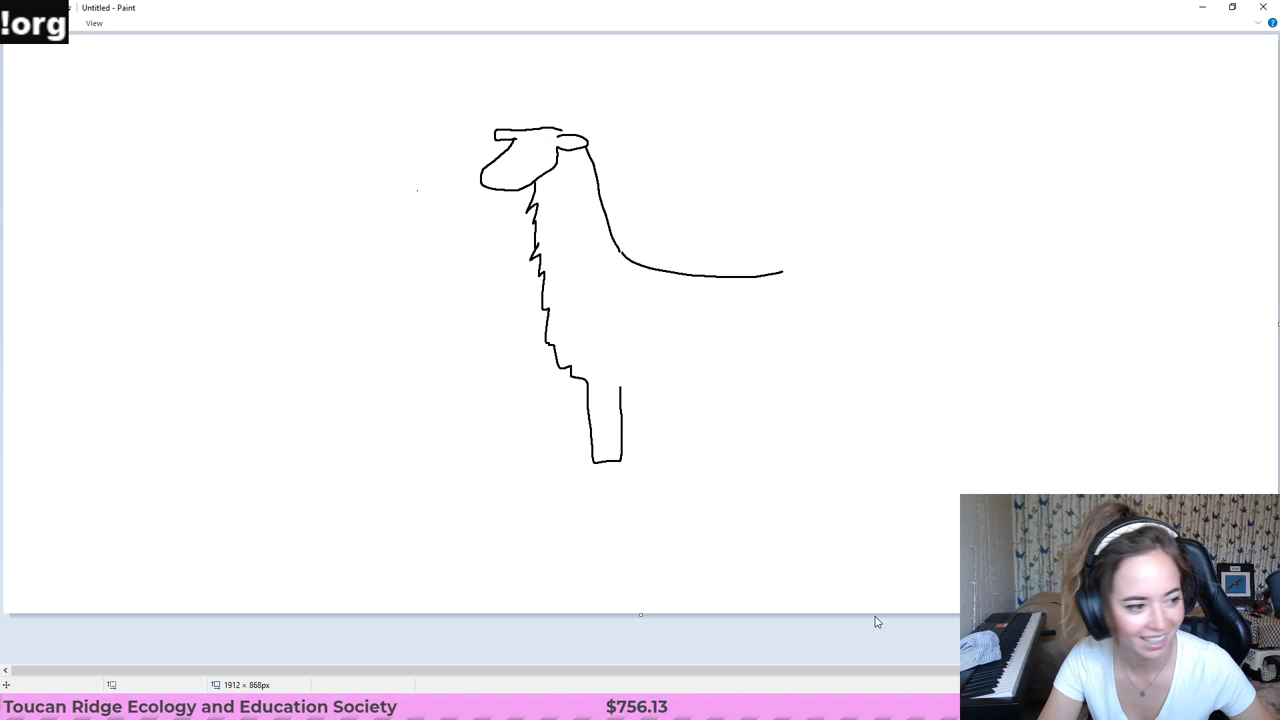 !org
Untitled - Paint
View
1912 × 868px
Toucan Ridge Ecology and Education Society $756.13